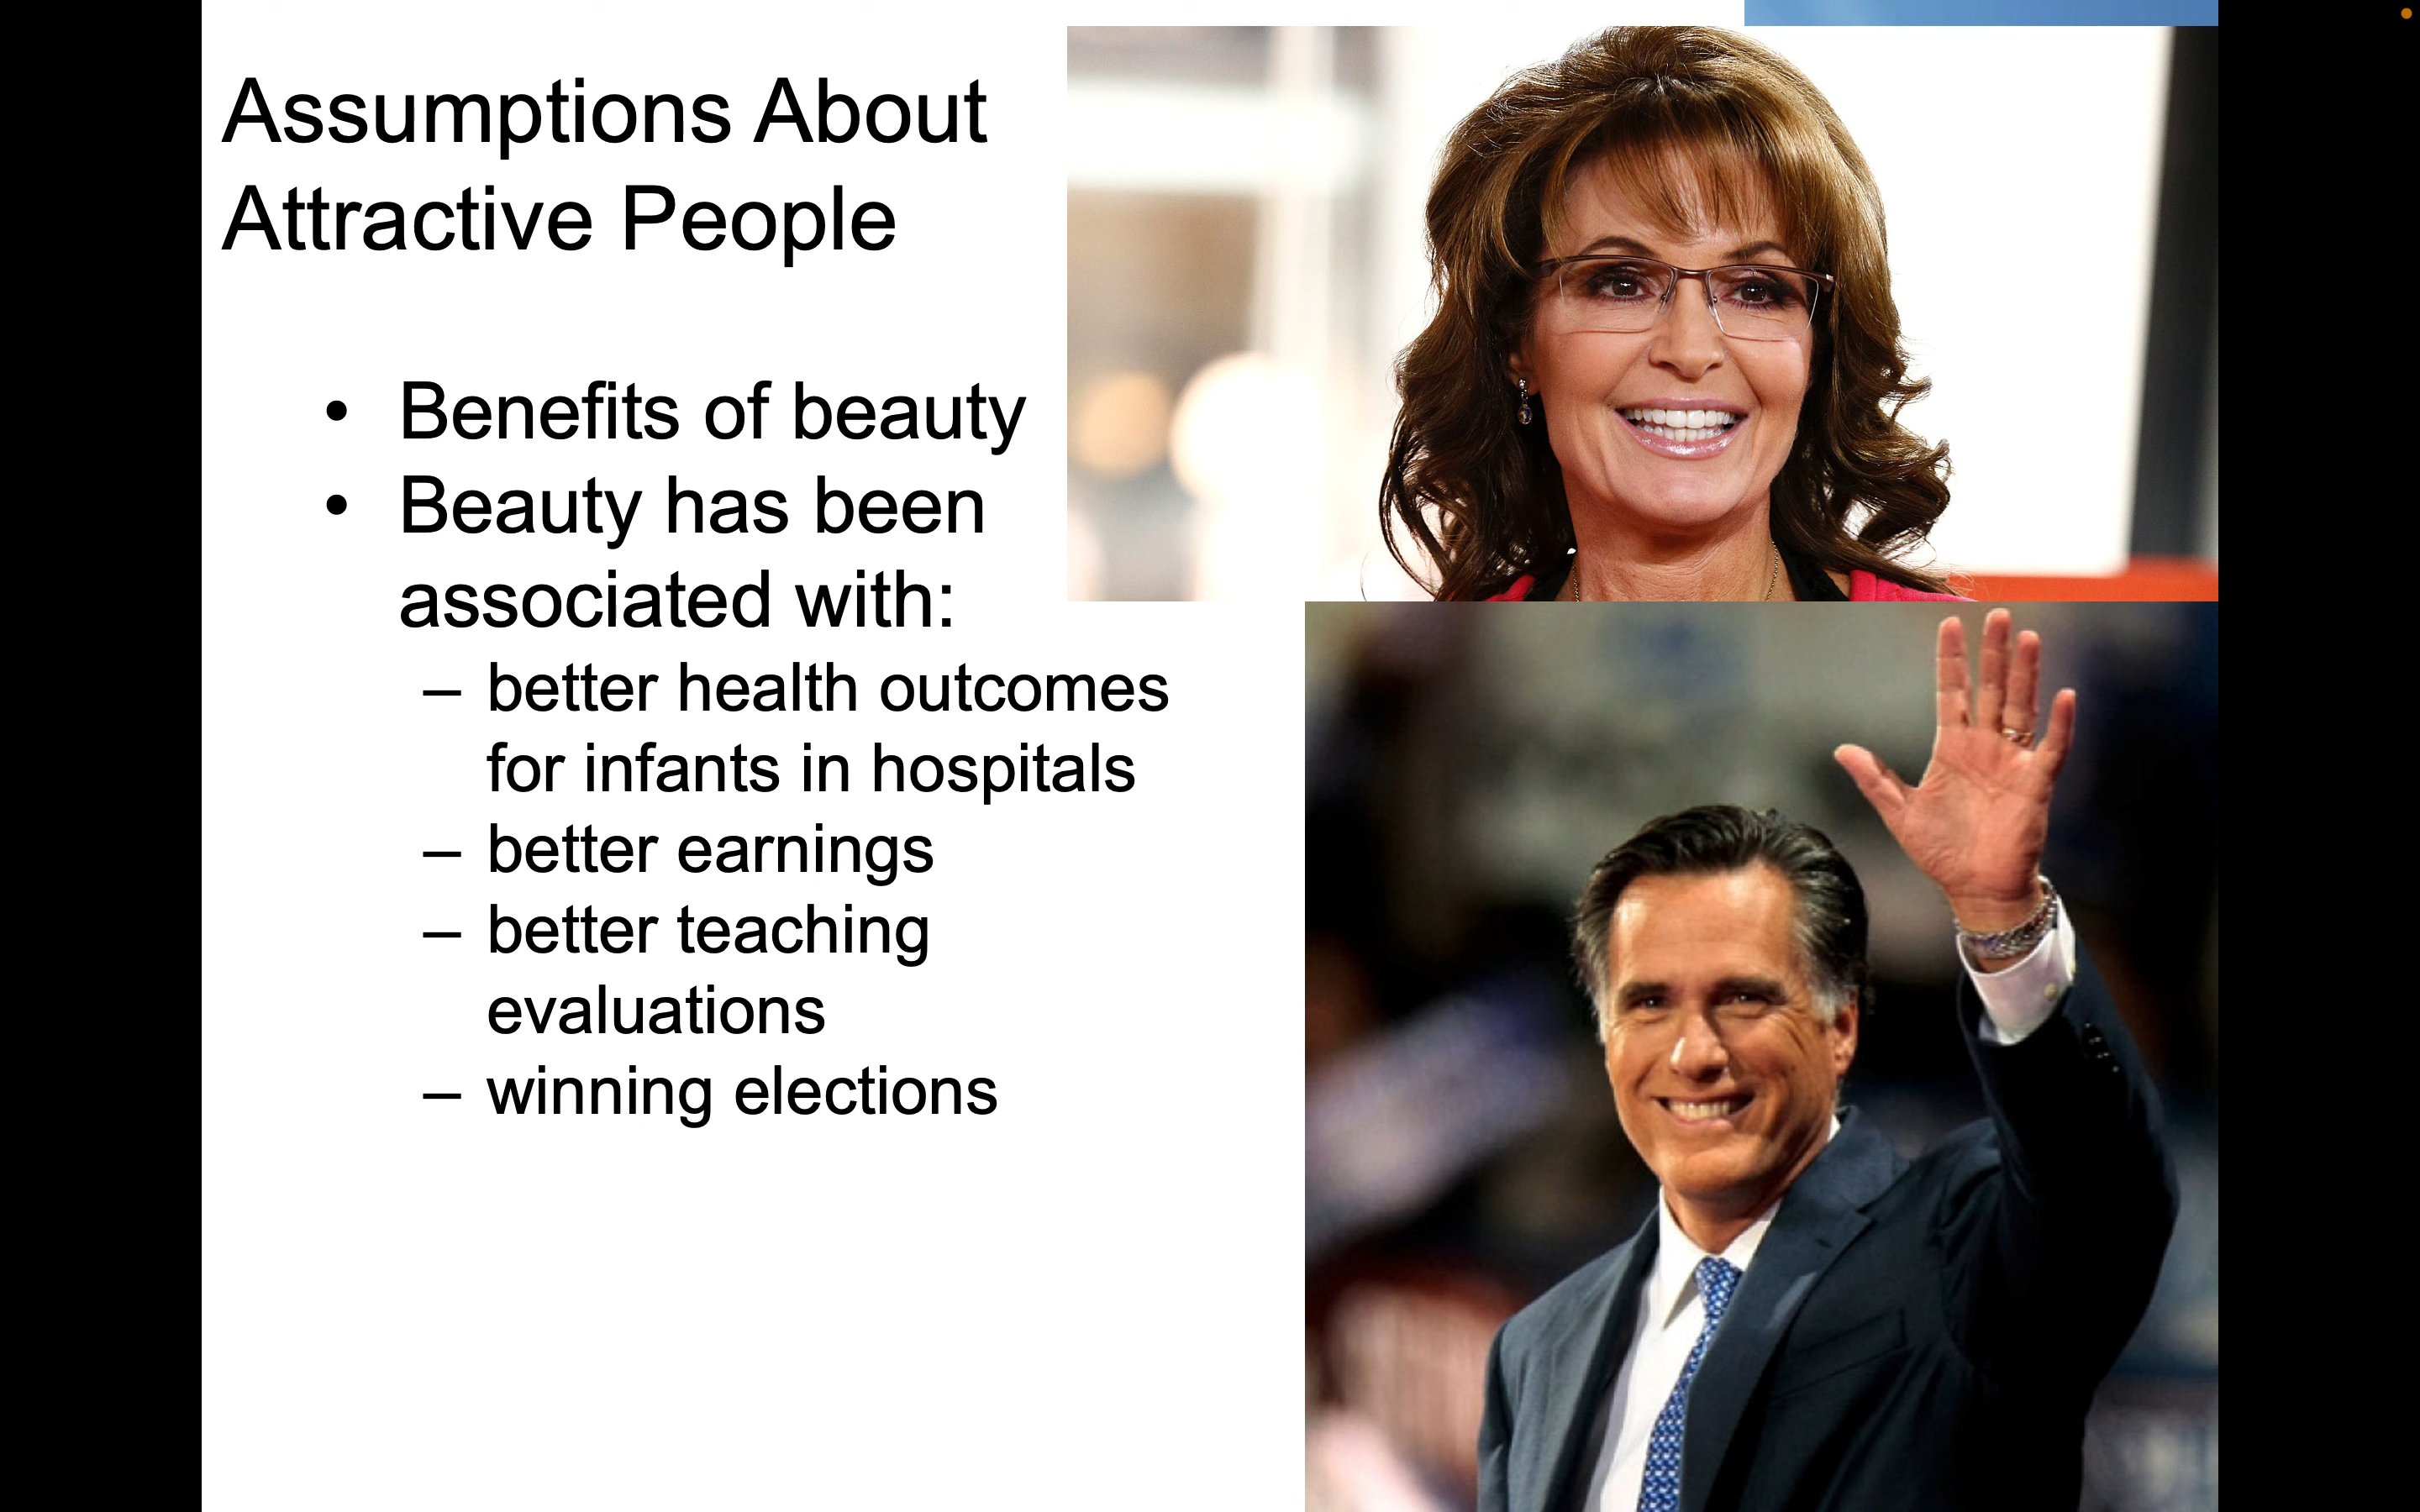 Assumptions About
Attractive People
• Benefits of beauty
• Beauty has been
associated with:
– better health outcomes
for infants in hospitals
– better earnings
– better teaching
evaluations
– winning elections